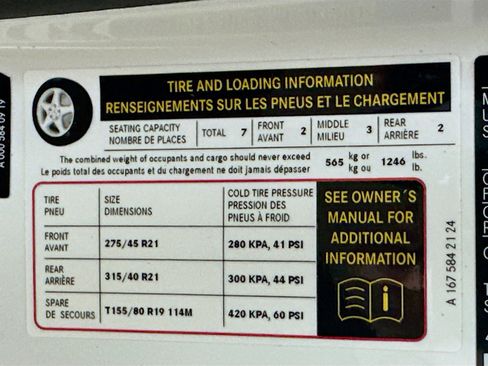 TIRE AND LOADING INFORMATION
RENSEIGNEMENTS SUR LES PNEUS ET LE CHARGEMENT
SEATING CAPACITY
NOMBRE DE PLACES
TOTAL 7
FRONT
AVANT 2
MIDDLE
MILIEU 3
REAR
ARRIÈRE 2
The combined weight of occupants and cargo should never exceed
Le poids total des occupants et du chargement ne doit jamais dépasser
565 kg or 1246 lbs.
kg ou lb.
TIRE
PNEU
SIZE
DIMENSIONS
COLD TIRE PRESSURE
PRESSION DES
PNEUS À FROID
FRONT
AVANT
275/45 R21
280 KPA, 41 PSI
REAR
ARRIÈRE
315/40 R21
300 KPA, 44 PSI
SPARE
DE SECOURS
T155/80 R19 114M
420 KPA, 60 PSI
SEE OWNER´S
MANUAL FOR
ADDITIONAL
INFORMATION
i
A 167 584 21 24
A 000 584 09 19